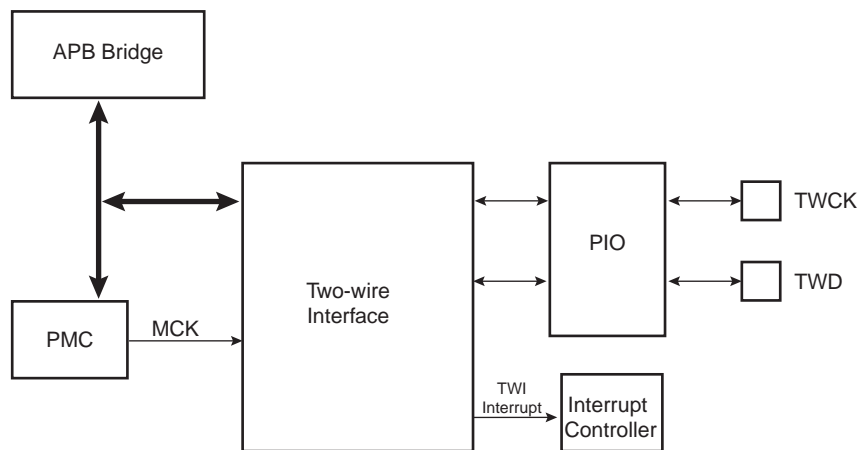 APB Bridge
TWCK
PIO
Two-wire
Interface
TWD
MCK
PMC
TWI
Interrupt
Interrupt
Controller